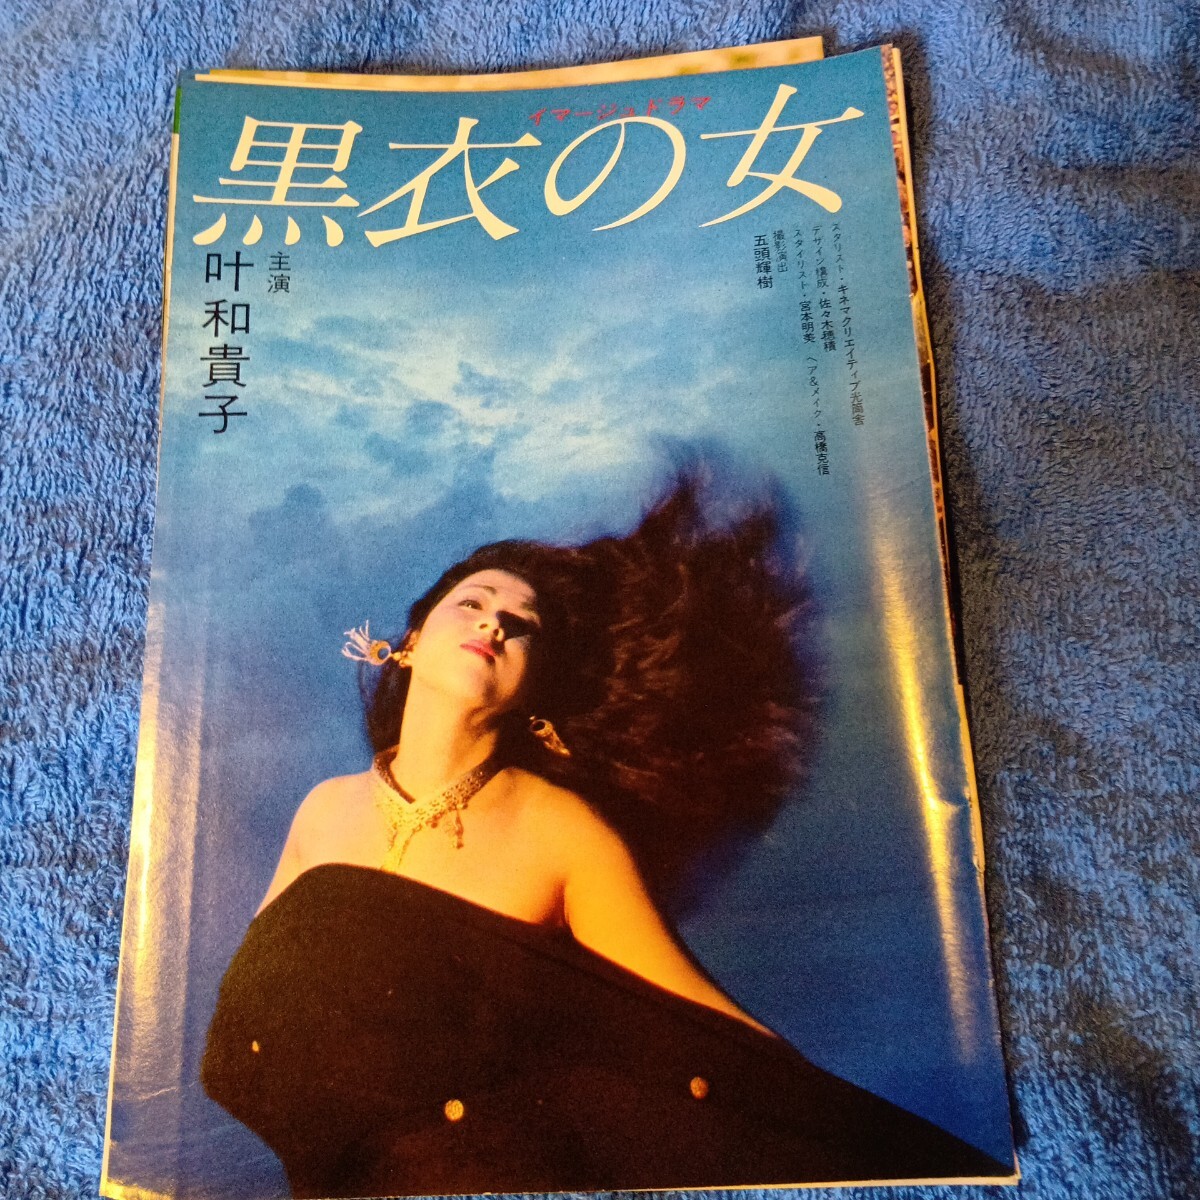 イマージュドラマ
黒衣の女
主演
叶和貴子
スタリスト・キネマクリエイティブ光画舎
デザイン構成・佐々木穂積
スタイリスト・宮本明美 ヘア&メイク・高橋克信
撮影演出
五頭輝樹